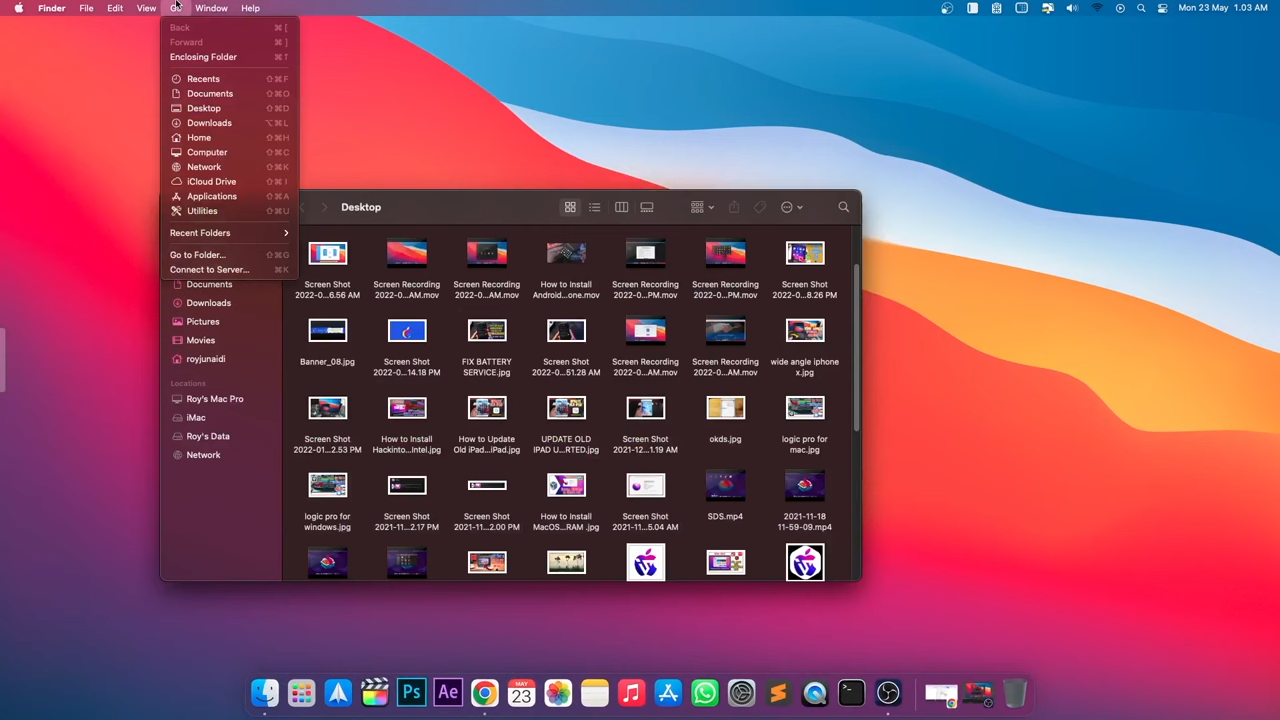 Finder File Edit View Go Window Help Mon 23 May 1.03 AM
Back ⌘[
Forward ⌘]
Enclosing Folder ⌘↑
Recents ⇧⌘F
Documents ⇧⌘O
Desktop ⇧⌘D
Downloads ⌥⌘L
Home ⇧⌘H
Computer ⇧⌘C
Network ⇧⌘K
iCloud Drive ⇧⌘I
Applications ⇧⌘A
Utilities ⇧⌘U
Recent Folders
Go to Folder... ⇧⌘G
Connect to Server... ⌘K
Documents
Downloads
Pictures
Movies
royjunaidi
Locations
Roy's Mac Pro
iMac
Roy's Data
Network
Desktop
Screen Shot Screen Recording Screen Recording How to Install Screen Recording Screen Recording Screen Shot
2022-0...6.56 AM 2022-0...AM.mov 2022-0...AM.mov Android...one.mov 2022-0...PM.mov 2022-0...PM.mov 2022-0...8.26 PM
Banner_08.jpg Screen Shot FIX BATTERY Screen Shot Screen Recording Screen Recording wide angle iphone
2022-0...14.18 PM SERVICE.jpg 2022-0...51.28 AM 2022-0...AM.mov 2022-0...AM.mov x.jpg
Screen Shot How to Install How to Update UPDATE OLD Screen Shot okds.jpg logic pro for
2022-01...2.53 PM Hackinto...Intel.jpg Old iPad...iPad.jpg IPAD U...RTED.jpg 2021-12...1.19 AM mac.jpg
logic pro for Screen Shot Screen Shot How to Install Screen Shot SDS.mp4 2021-11-18
windows.jpg 2021-11...2.17 PM 2021-11...2.00 PM MacOS...RAM .jpg 2021-11...5.04 AM 11-59-09.mp4
Ps Ae MAY 23